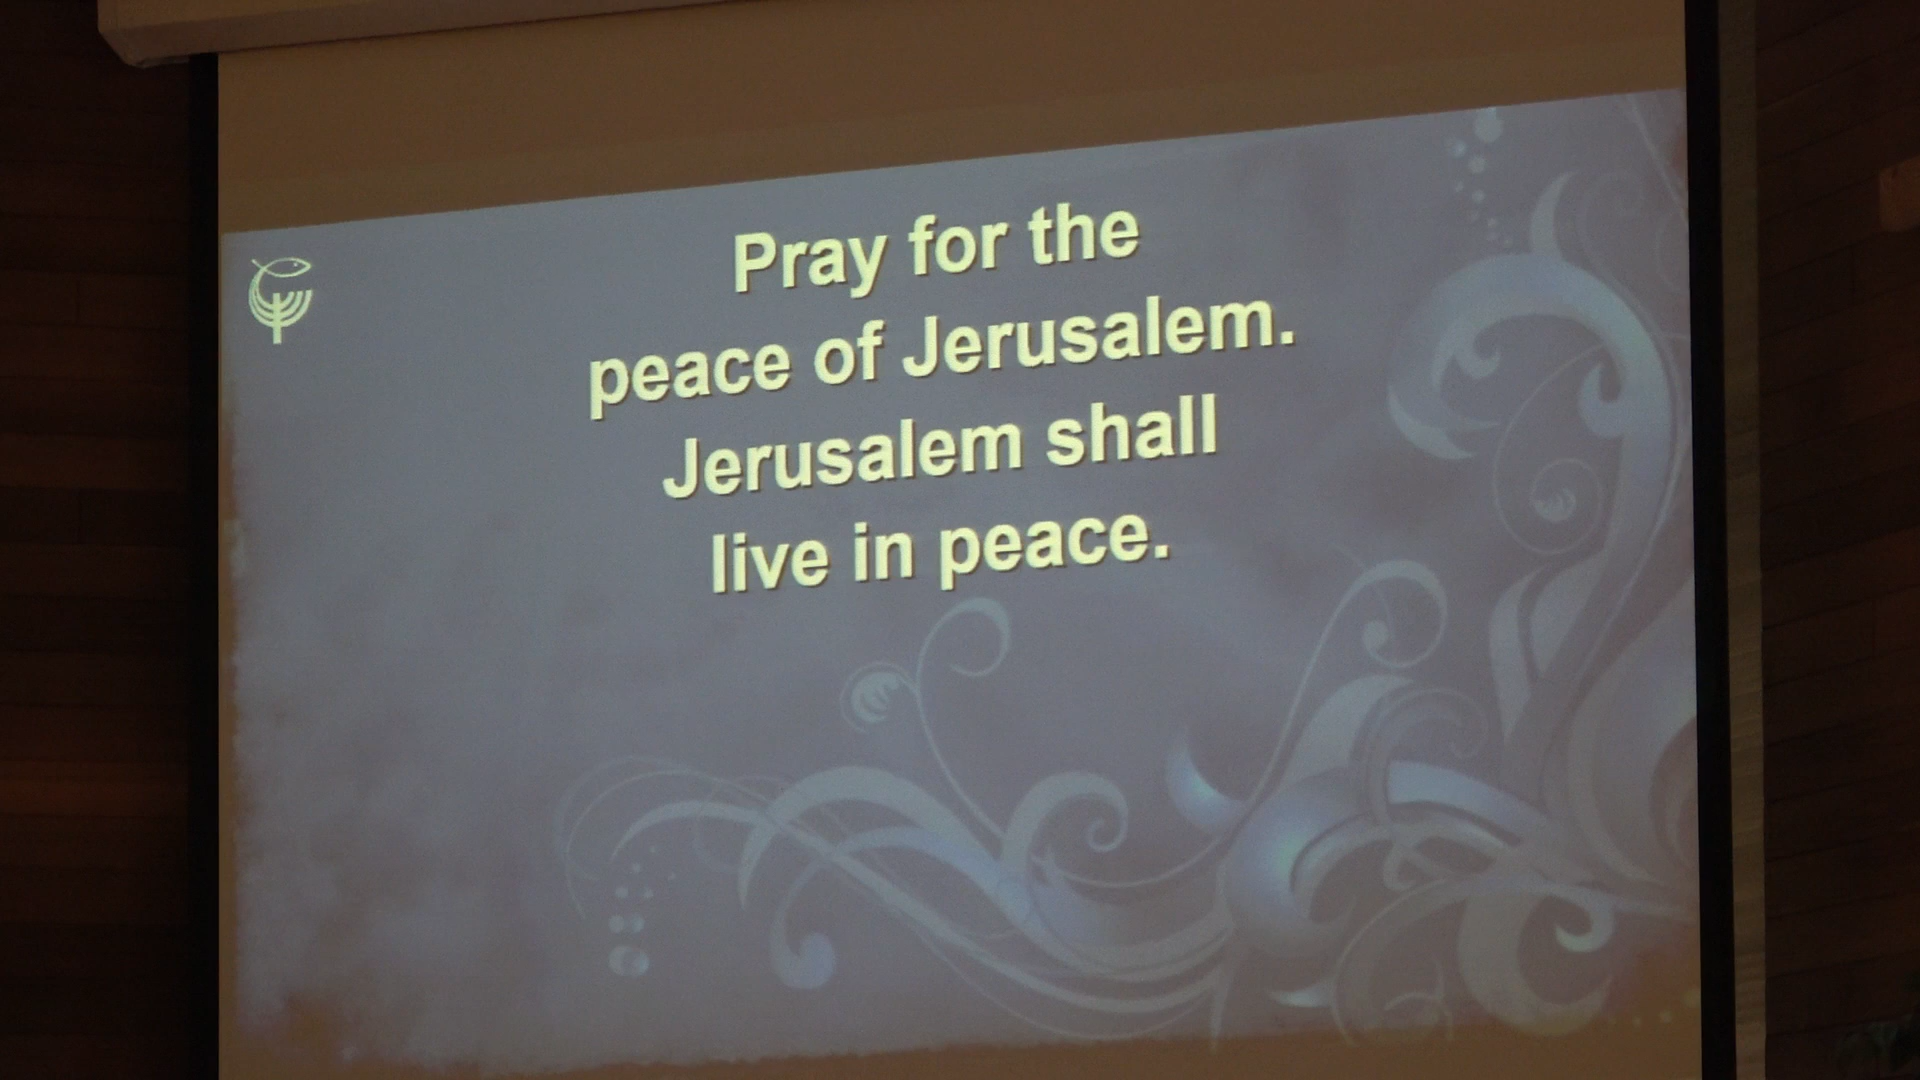 Pray for the
peace of Jerusalem.
Jerusalem shall
live in peace.